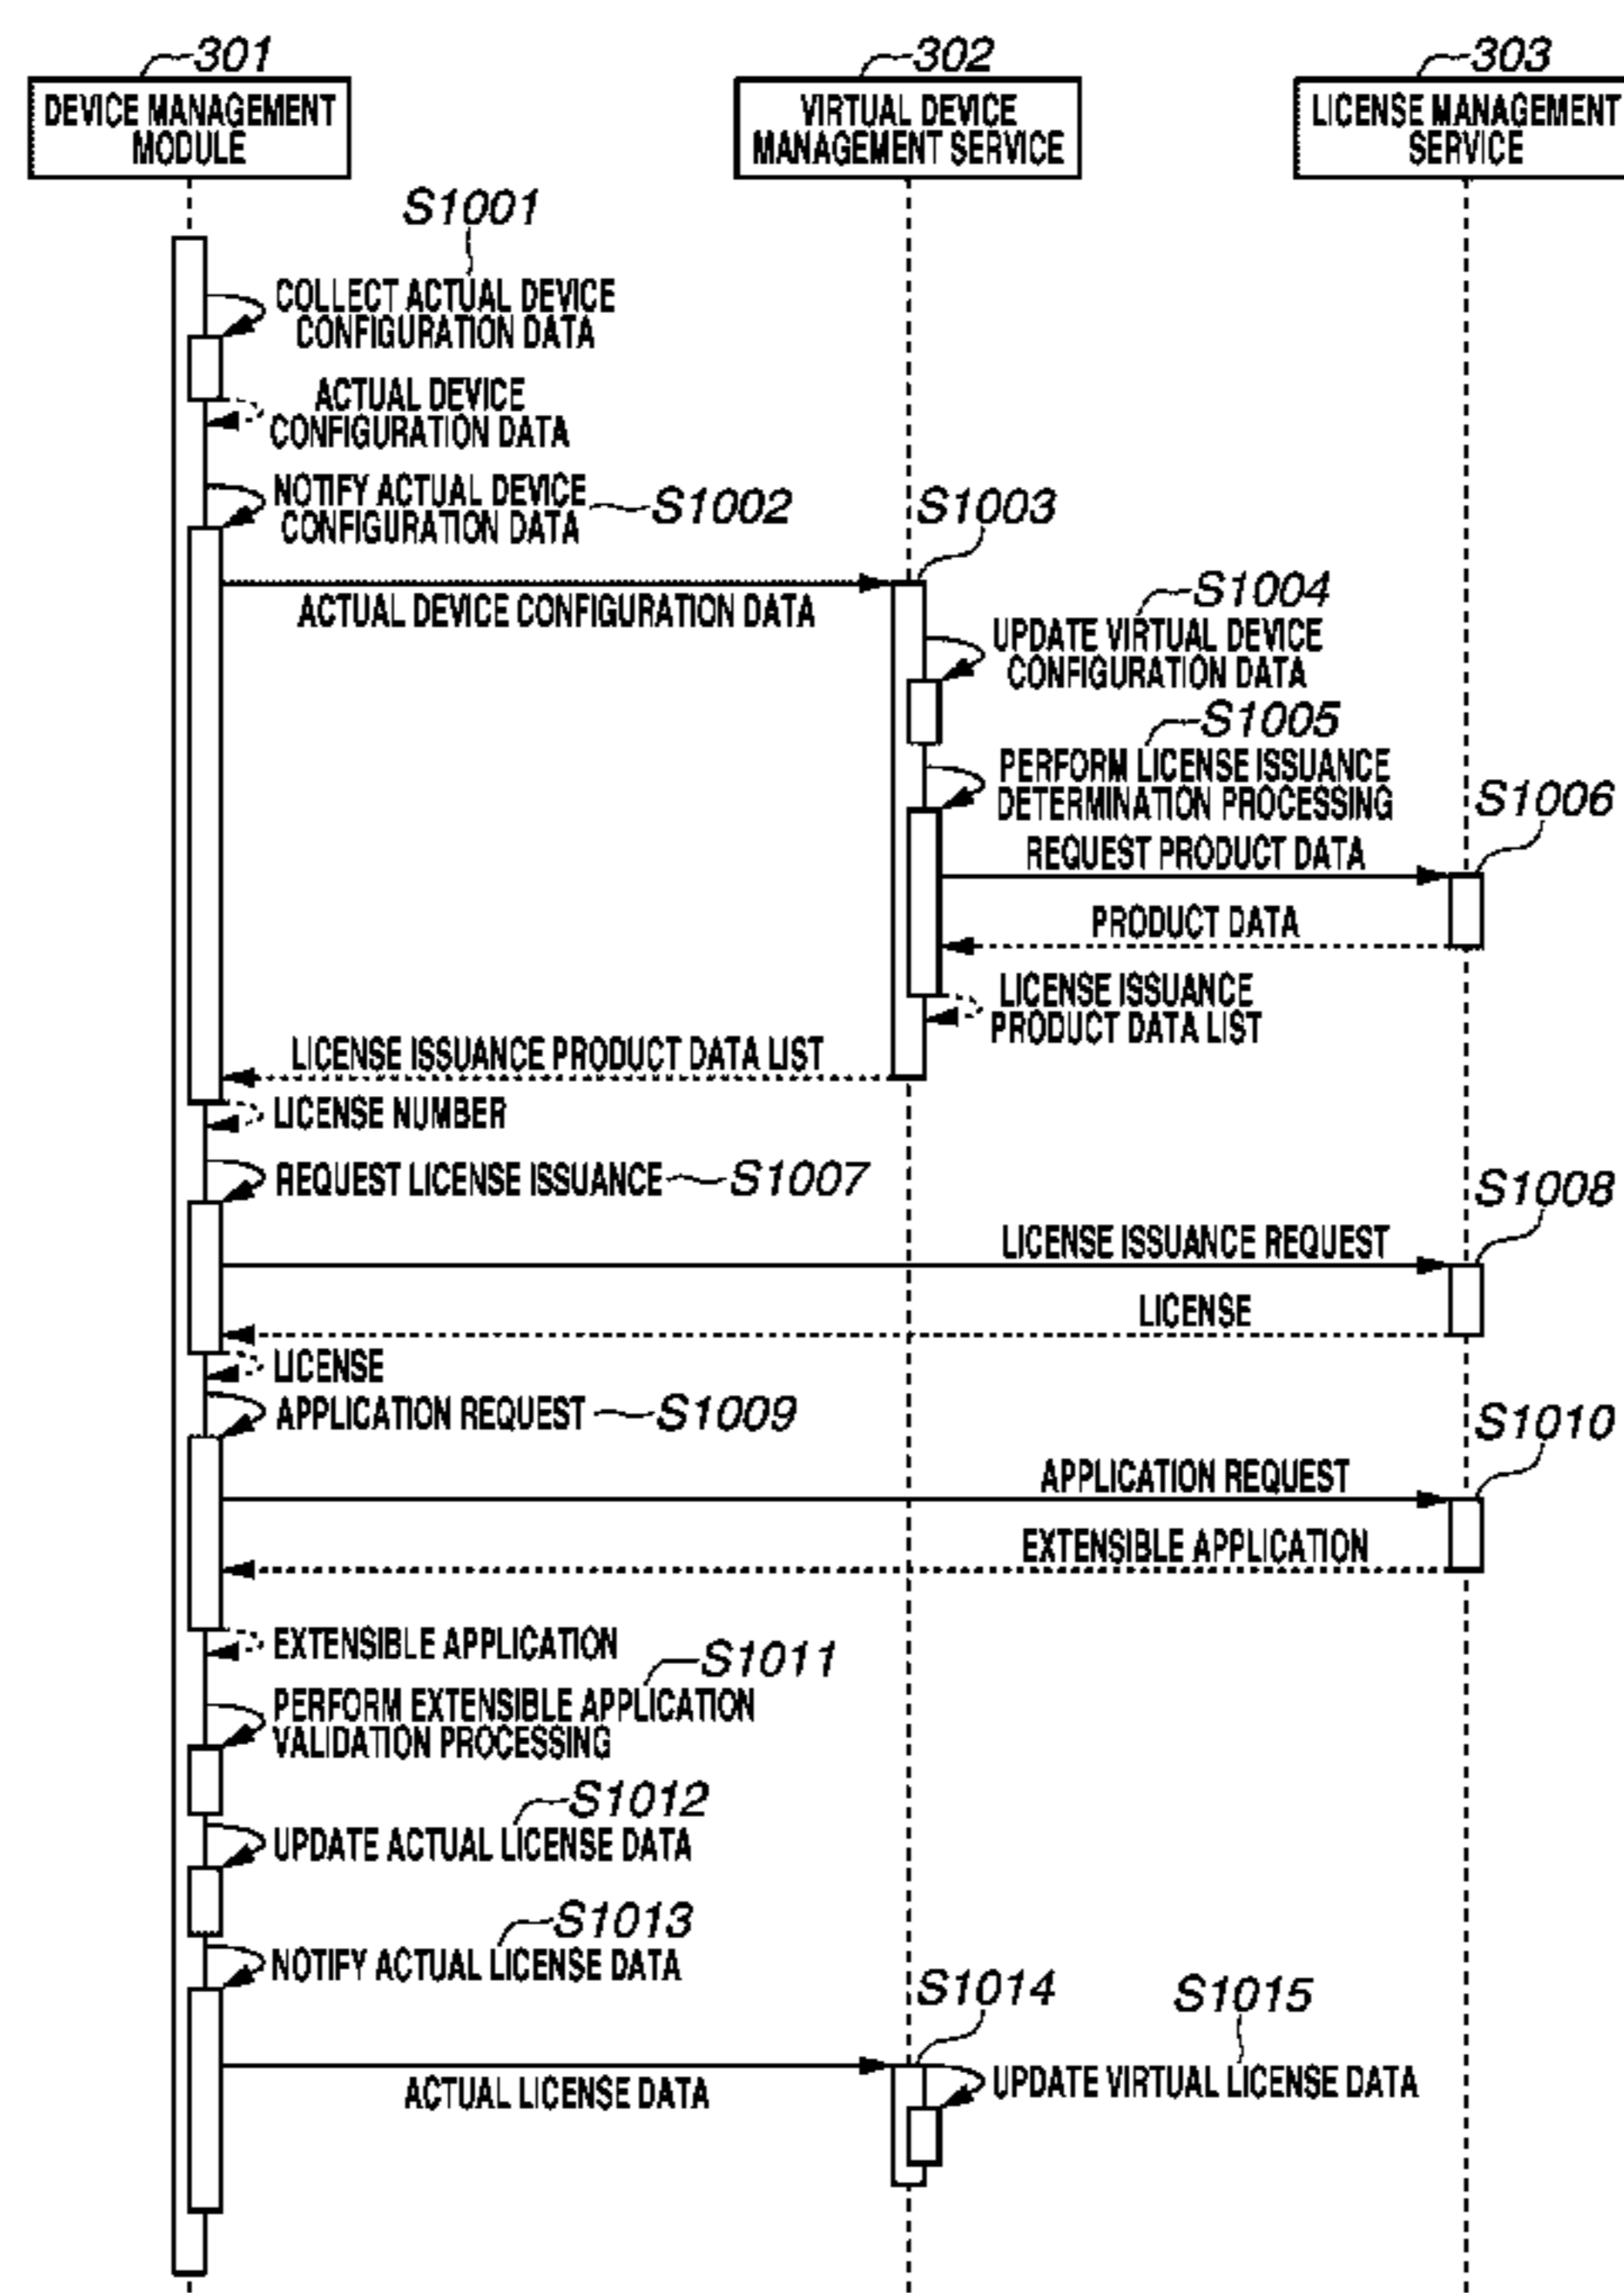 301
302
303
DEVICE MANAGEMENT
MODULE
VIRTUAL DEVICE
MANAGEMENT SERVICE
LICENSE MANAGEMENT
SERVICE
S1001
COLLECT ACTUAL DEVICE
CONFIGURATION DATA
ACTUAL DEVICE
CONFIGURATION DATA
NOTIFY ACTUAL DEVICE
CONFIGURATION DATA
S1002
S1003
ACTUAL DEVICE CONFIGURATION DATA
S1004
UPDATE VIRTUAL DEVICE
CONFIGURATION DATA
S1005
PERFORM LICENSE ISSUANCE
DETERMINATION PROCESSING
S1006
REQUEST PRODUCT DATA
PRODUCT DATA
LICENSE ISSUANCE
PRODUCT DATA LIST
LICENSE ISSUANCE PRODUCT DATA LIST
LICENSE NUMBER
REQUEST LICENSE ISSUANCE
S1007
S1008
LICENSE ISSUANCE REQUEST
LICENSE
LICENSE
APPLICATION REQUEST
S1009
S1010
APPLICATION REQUEST
EXTENSIBLE APPLICATION
EXTENSIBLE APPLICATION
S1011
PERFORM EXTENSIBLE APPLICATION
VALIDATION PROCESSING
S1012
UPDATE ACTUAL LICENSE DATA
S1013
NOTIFY ACTUAL LICENSE DATA
S1014
S1015
UPDATE VIRTUAL LICENSE DATA
ACTUAL LICENSE DATA